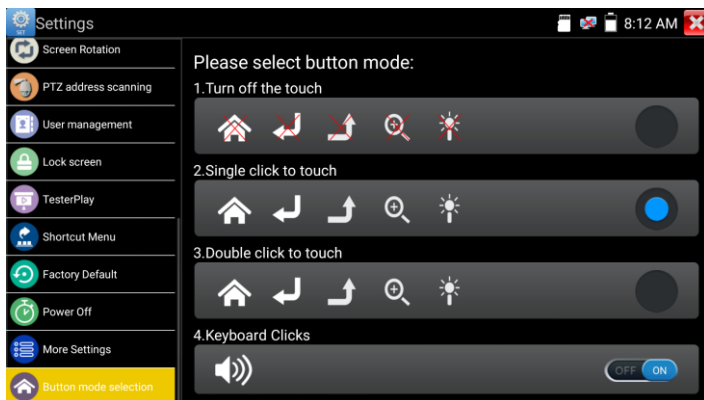 SET
Settings
8:12 AM
Screen Rotation
PTZ address scanning
User management
Lock screen
TesterPlay
Shortcut Menu
Factory Default
Power Off
More Settings
Button mode selection
Please select button mode:
1.Turn off the touch
2.Single click to touch
3.Double click to touch
4.Keyboard Clicks
OFF ON